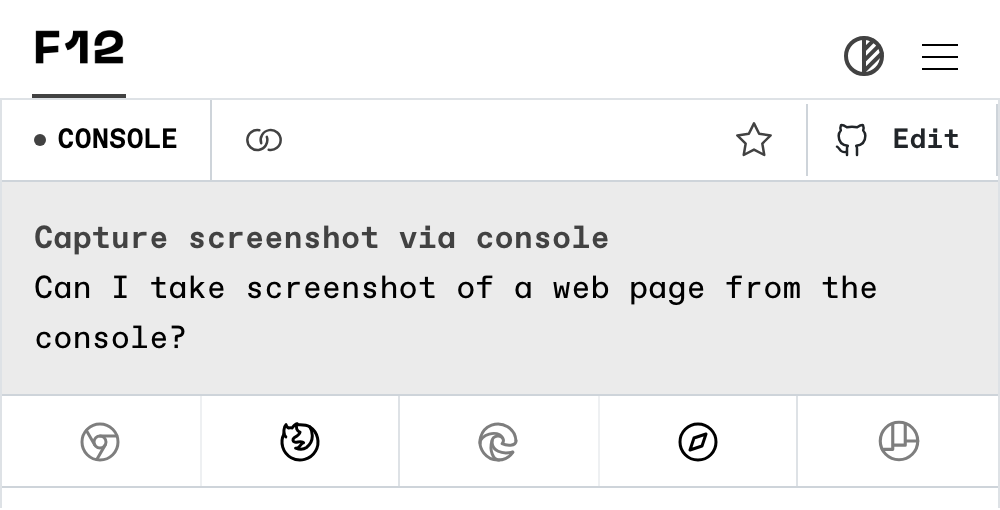 F12
CONSOLE
Edit
Capture screenshot via console
Can I take screenshot of a web page from the
console?